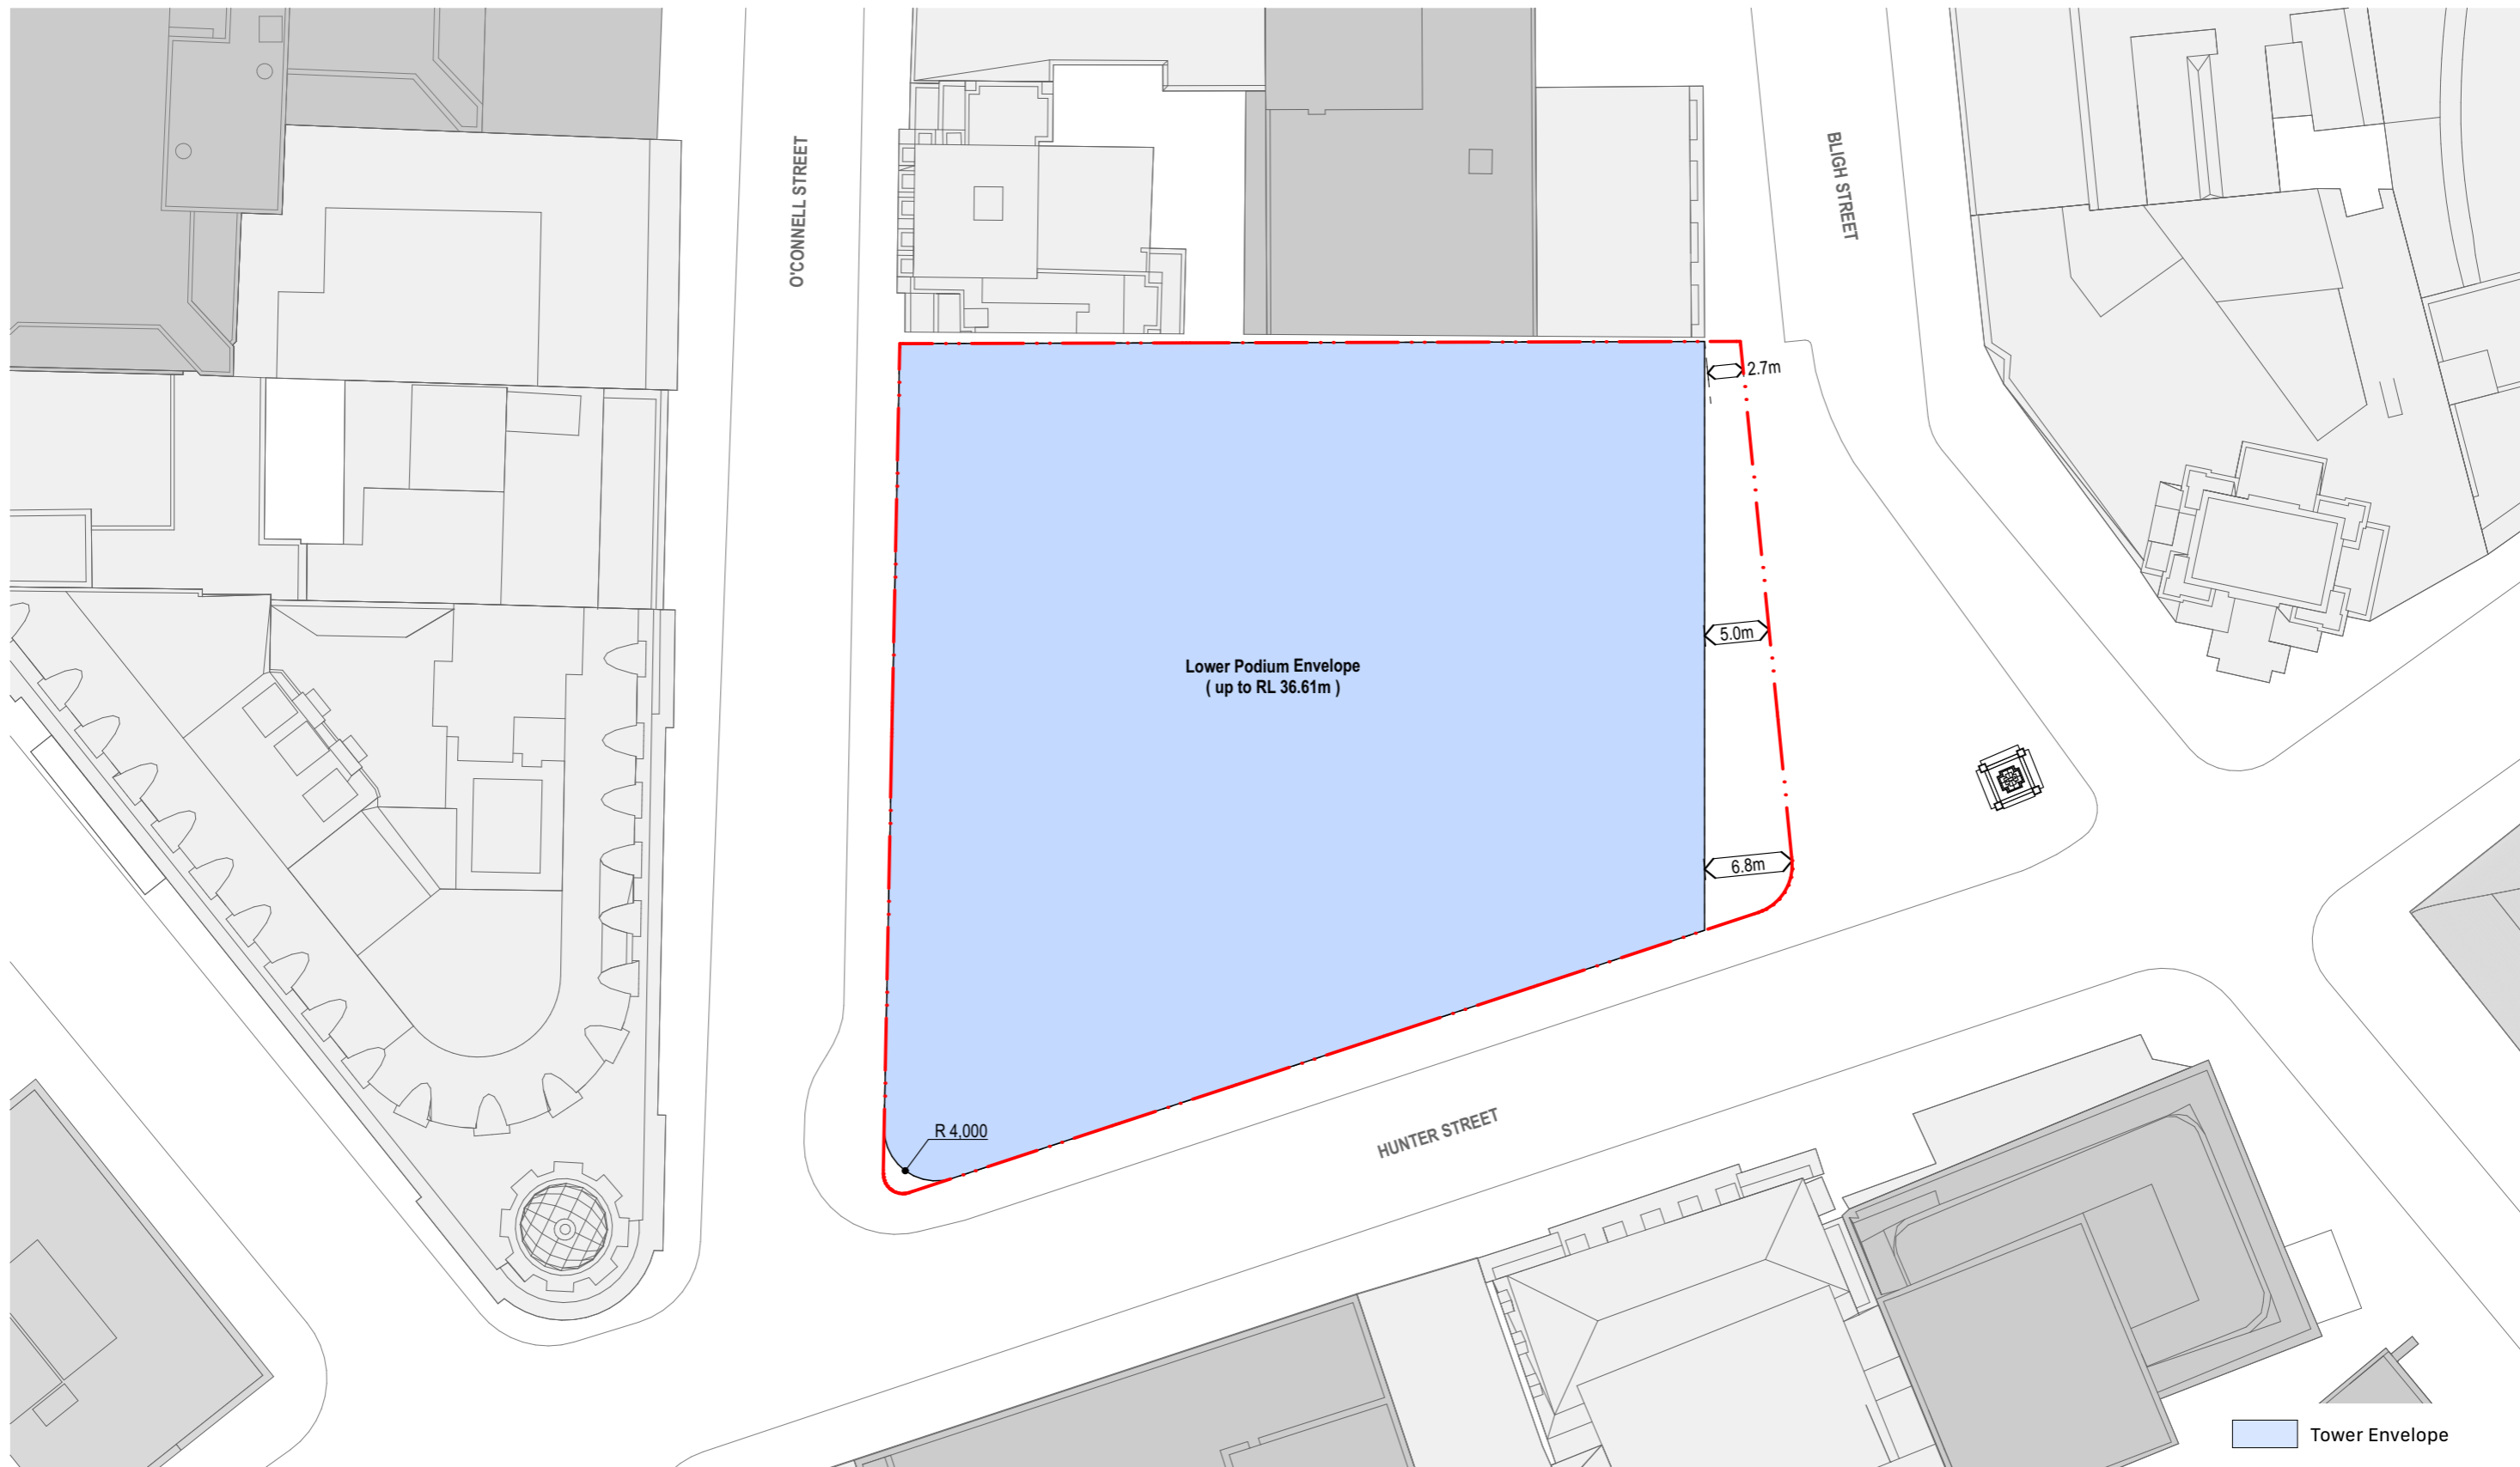 O'CONNELL STREET
BLIGH STREET
2.7m
5.0m
Lower Podium Envelope
( up to RL 36.61m )
6.8m
R 4,000
HUNTER STREET
Tower Envelope